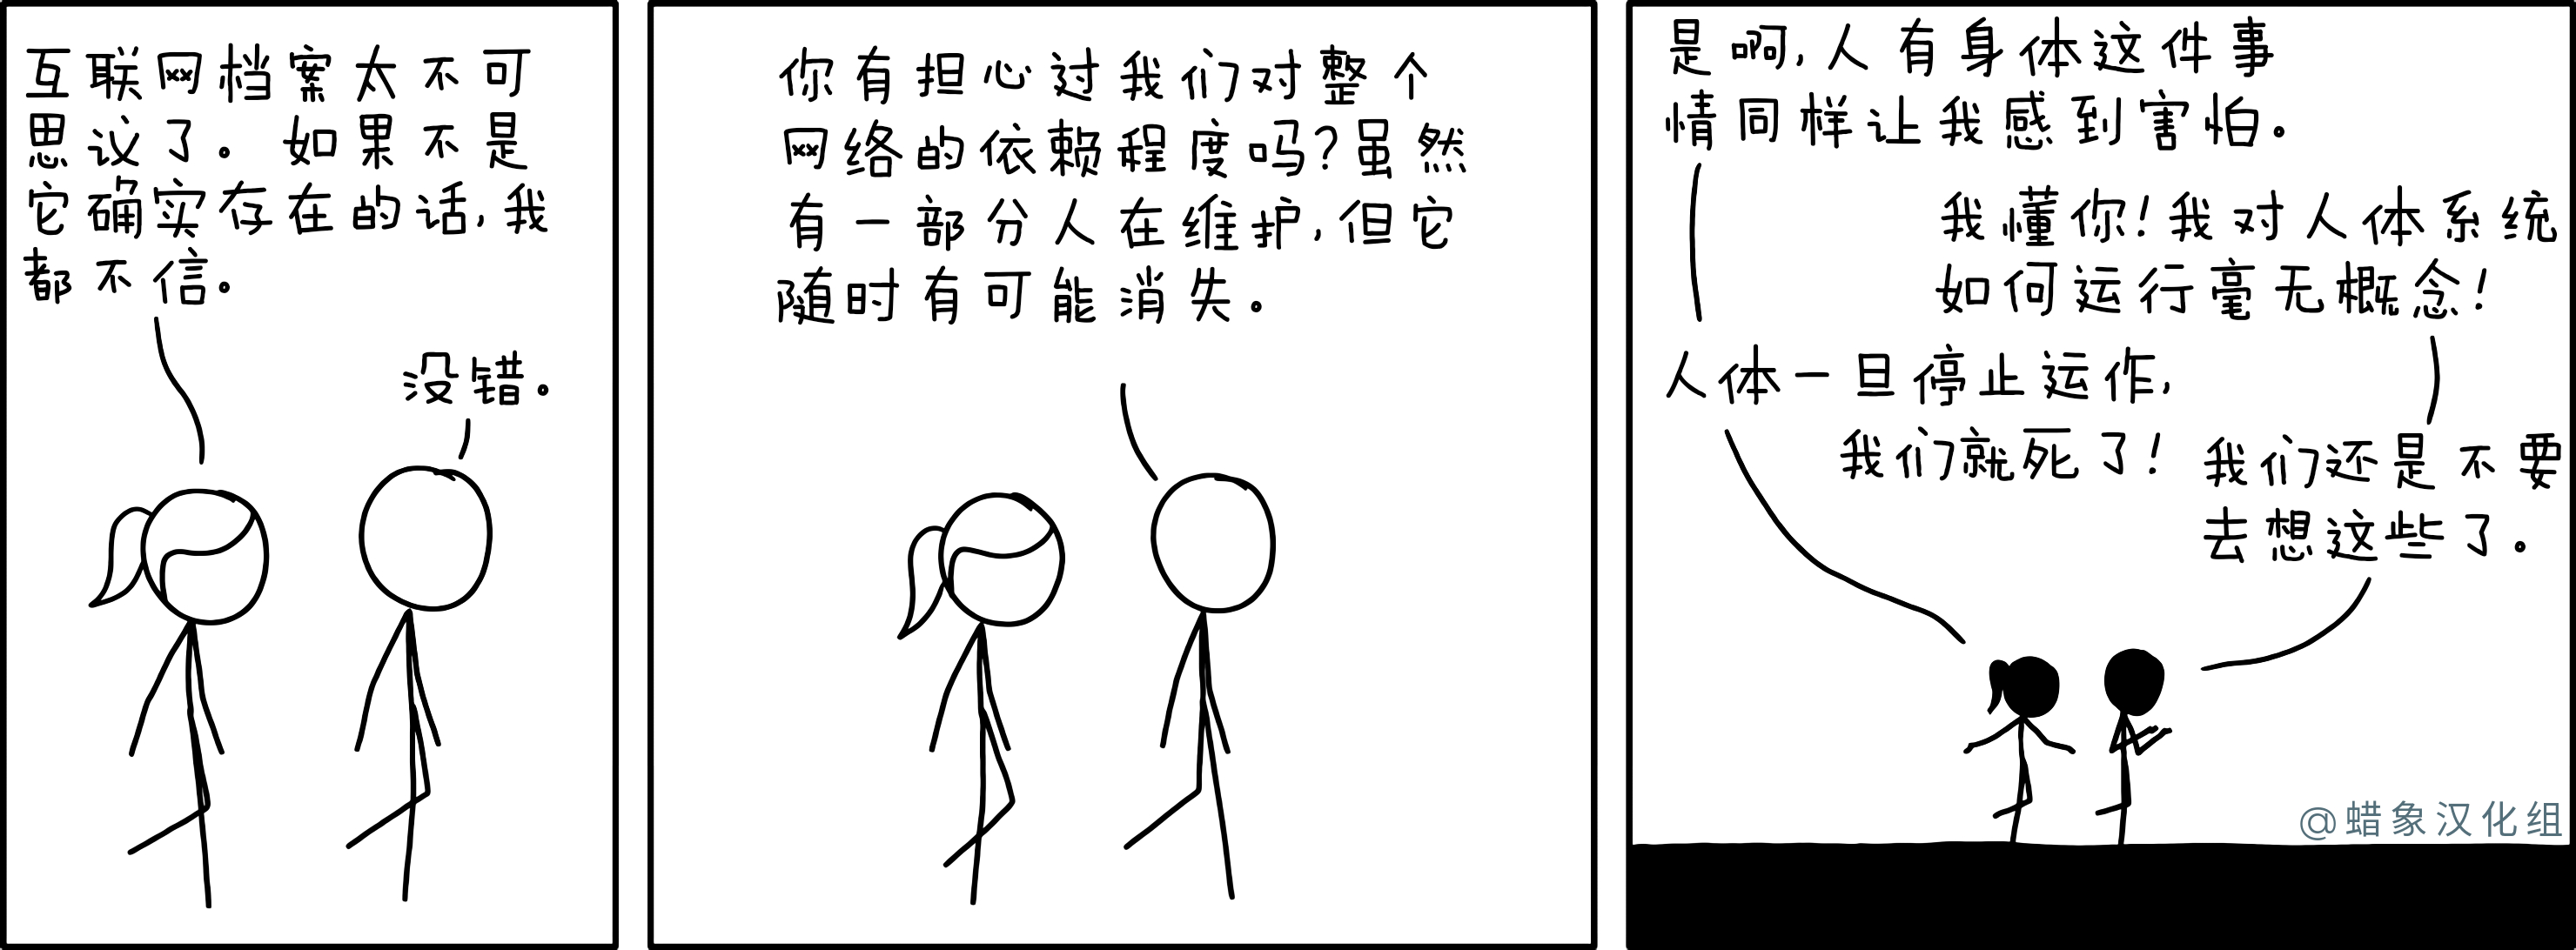 互联网档案太不可
思议了。如果不是
它确实存在的话,我
都不信。
没错。
你有担心过我们对整个
网络的依赖程度吗?虽然
有一部分人在维护,但它
随时有可能消失。
是啊,人有身体这件事
情同样让我感到害怕。
我懂你!我对人体系统
如何运行毫无概念!
人体一旦停止运作,
我们就死了!
我们还是不要
去想这些了。
@蜡象汉化组